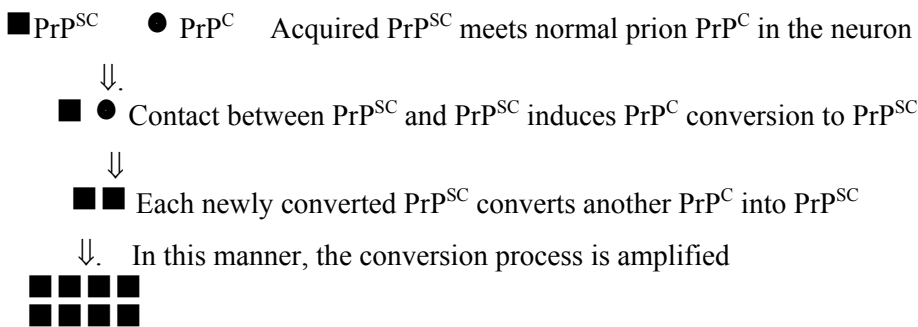 ■PrP^SC ● PrP^C Acquired PrP^SC meets normal prion PrP^C in the neuron
⇓.
■ ● Contact between PrP^SC and PrP^SC induces PrP^C conversion to PrP^SC
⇓
■ ■ Each newly converted PrP^SC converts another PrP^C into PrP^SC
⇓. In this manner, the conversion process is amplified